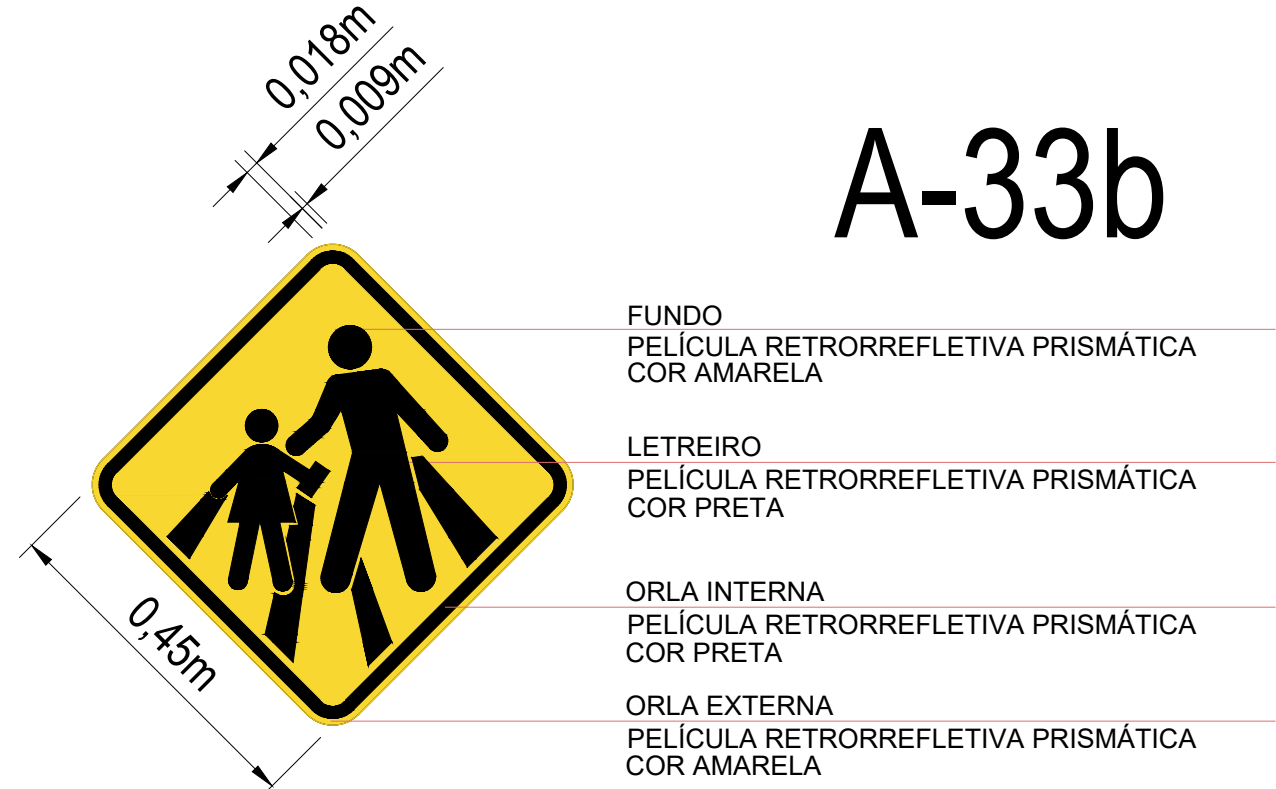 0,018m
0,009m
A-33b
FUNDO
PELÍCULA RETRORREFLETIVA PRISMÁTICA
COR AMARELA
LETREIRO
PELÍCULA RETRORREFLETIVA PRISMÁTICA
COR PRETA
ORLA INTERNA
PELÍCULA RETRORREFLETIVA PRISMÁTICA
COR PRETA
ORLA EXTERNA
PELÍCULA RETRORREFLETIVA PRISMÁTICA
COR AMARELA
0,45m